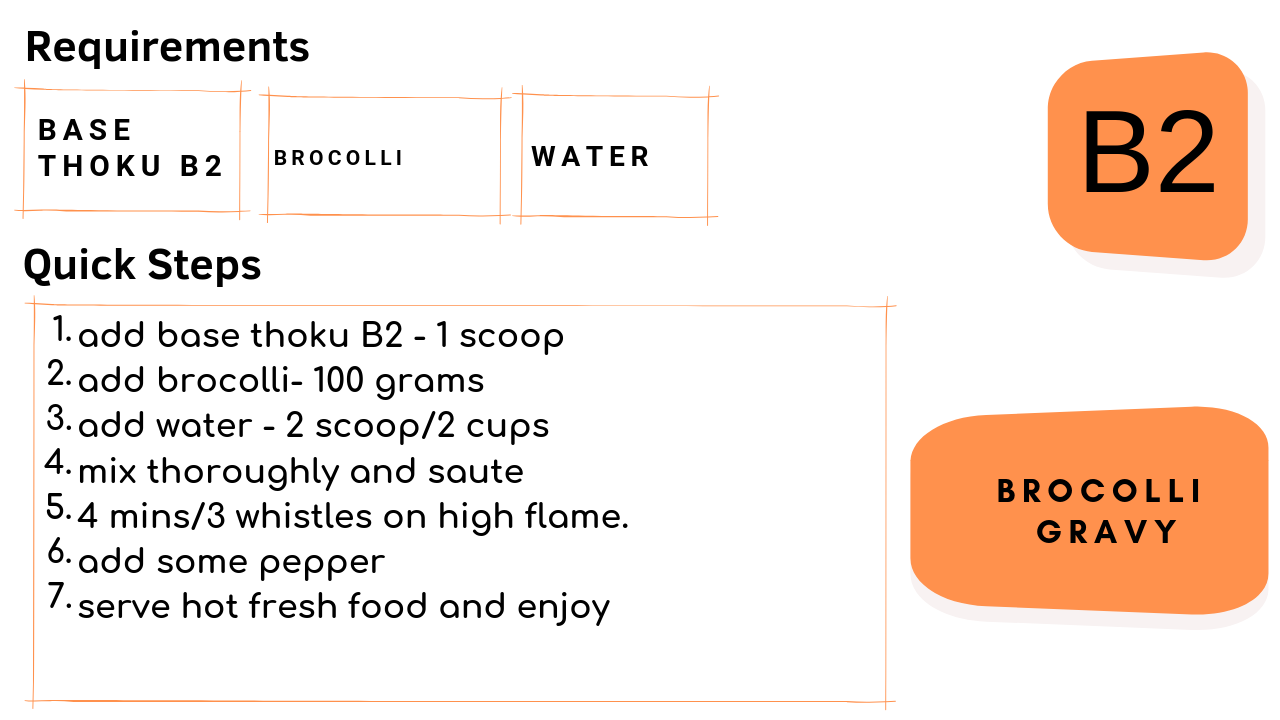 Requirements
BASE
THOKU B2
BROCOLLI
WATER
B2
Quick Steps
1. add base thoku B2 - 1 scoop
2. add brocolli- 100 grams
3. add water - 2 scoop/2 cups
4. mix thoroughly and saute
5. 4 mins/3 whistles on high flame.
6. add some pepper
7. serve hot fresh food and enjoy
BROCOLLI
GRAVY